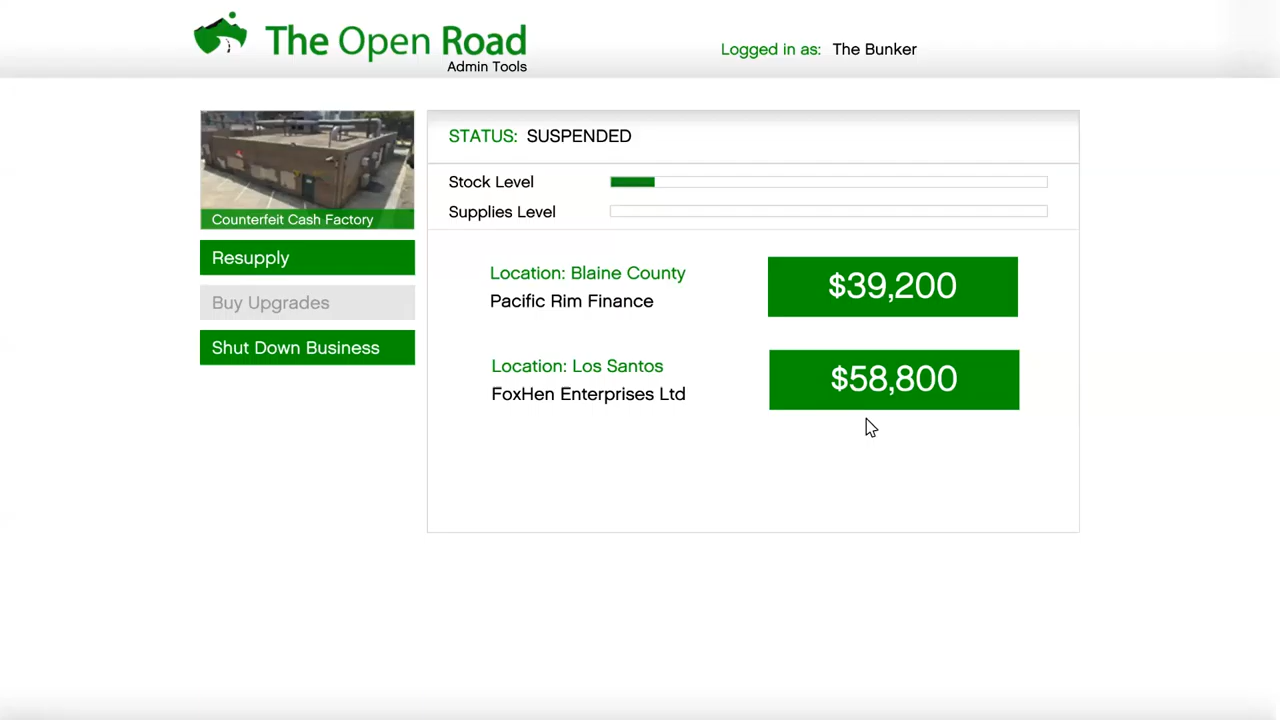 The Open Road
Admin Tools
Logged in as: The Bunker
Counterfeit Cash Factory
Resupply
Buy Upgrades
Shut Down Business
STATUS: SUSPENDED
Stock Level
Supplies Level
Location: Blaine County
Pacific Rim Finance
$39,200
Location: Los Santos
FoxHen Enterprises Ltd
$58,800